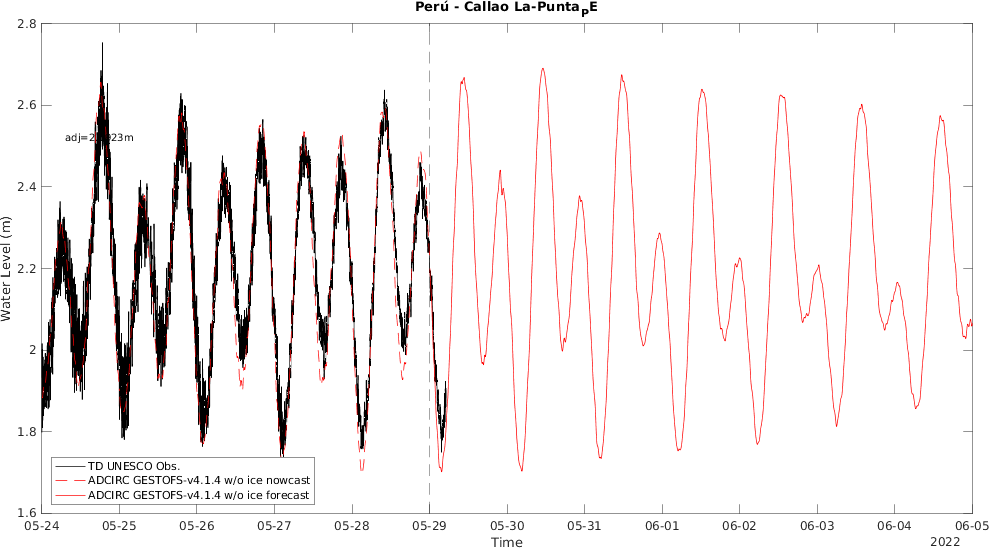 Perú - Callao La-PuntapE
2.8
2.6
2.4
2.2
2
1.8
1.6
Water Level (m)
TD UNESCO Obs.
ADCIRC GESTOFS-v4.1.4 w/o ice nowcast
ADCIRC GESTOFS-v4.1.4 w/o ice forecast
05-24 05-25 05-26 05-27 05-28 05-29 05-30 05-31 06-01 06-02 06-03 06-04 06-05
Time
2022